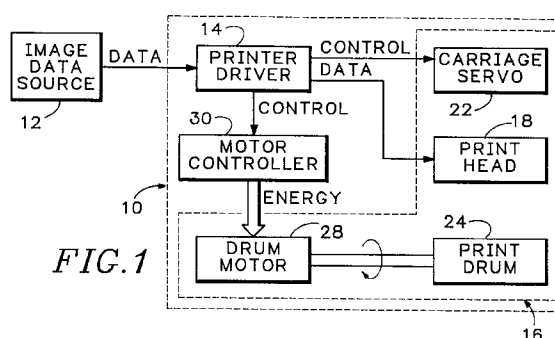 IMAGE
DATA
SOURCE
12
DATA
14
PRINTER
DRIVER
CONTROL
DATA
CARRIAGE
SERVO
22
18
PRINT
HEAD
CONTROL
30
MOTOR
CONTROLLER
10
ENERGY
28
DRUM
MOTOR
24
PRINT
DRUM
FIG.1
16